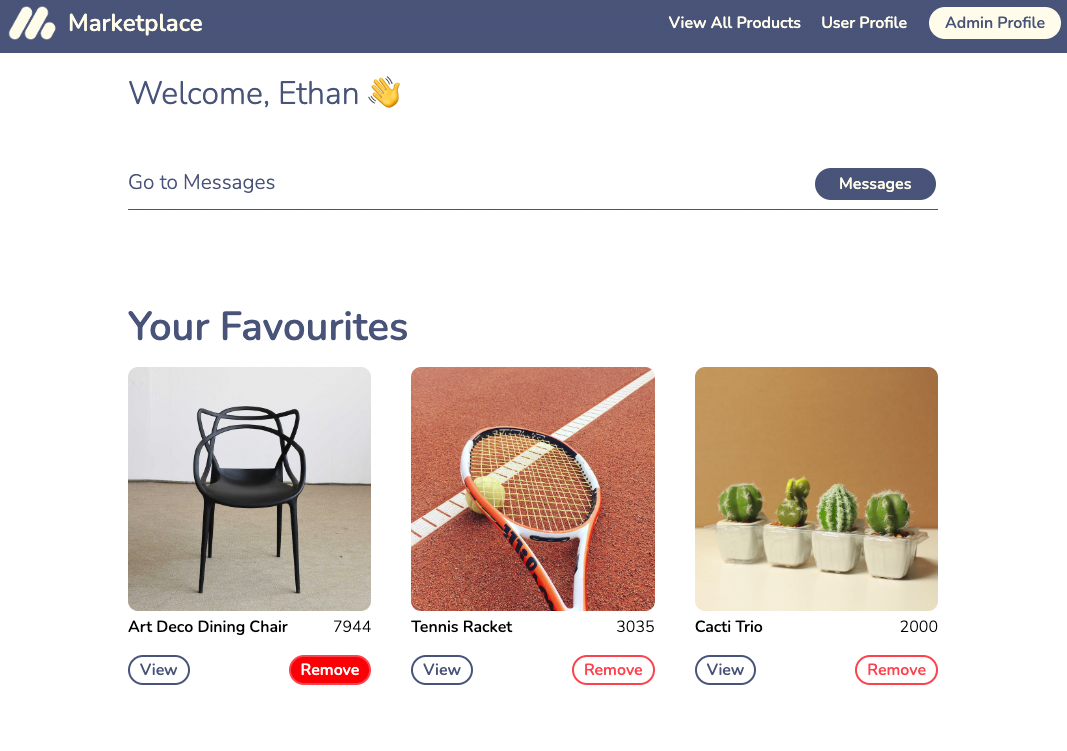 Marketplace View All Products User Profile Admin Profile
Welcome, Ethan 👋
Go to Messages Messages
Your Favourites
Art Deco Dining Chair 7944 Tennis Racket 3035 Cacti Trio 2000
View Remove View Remove View Remove